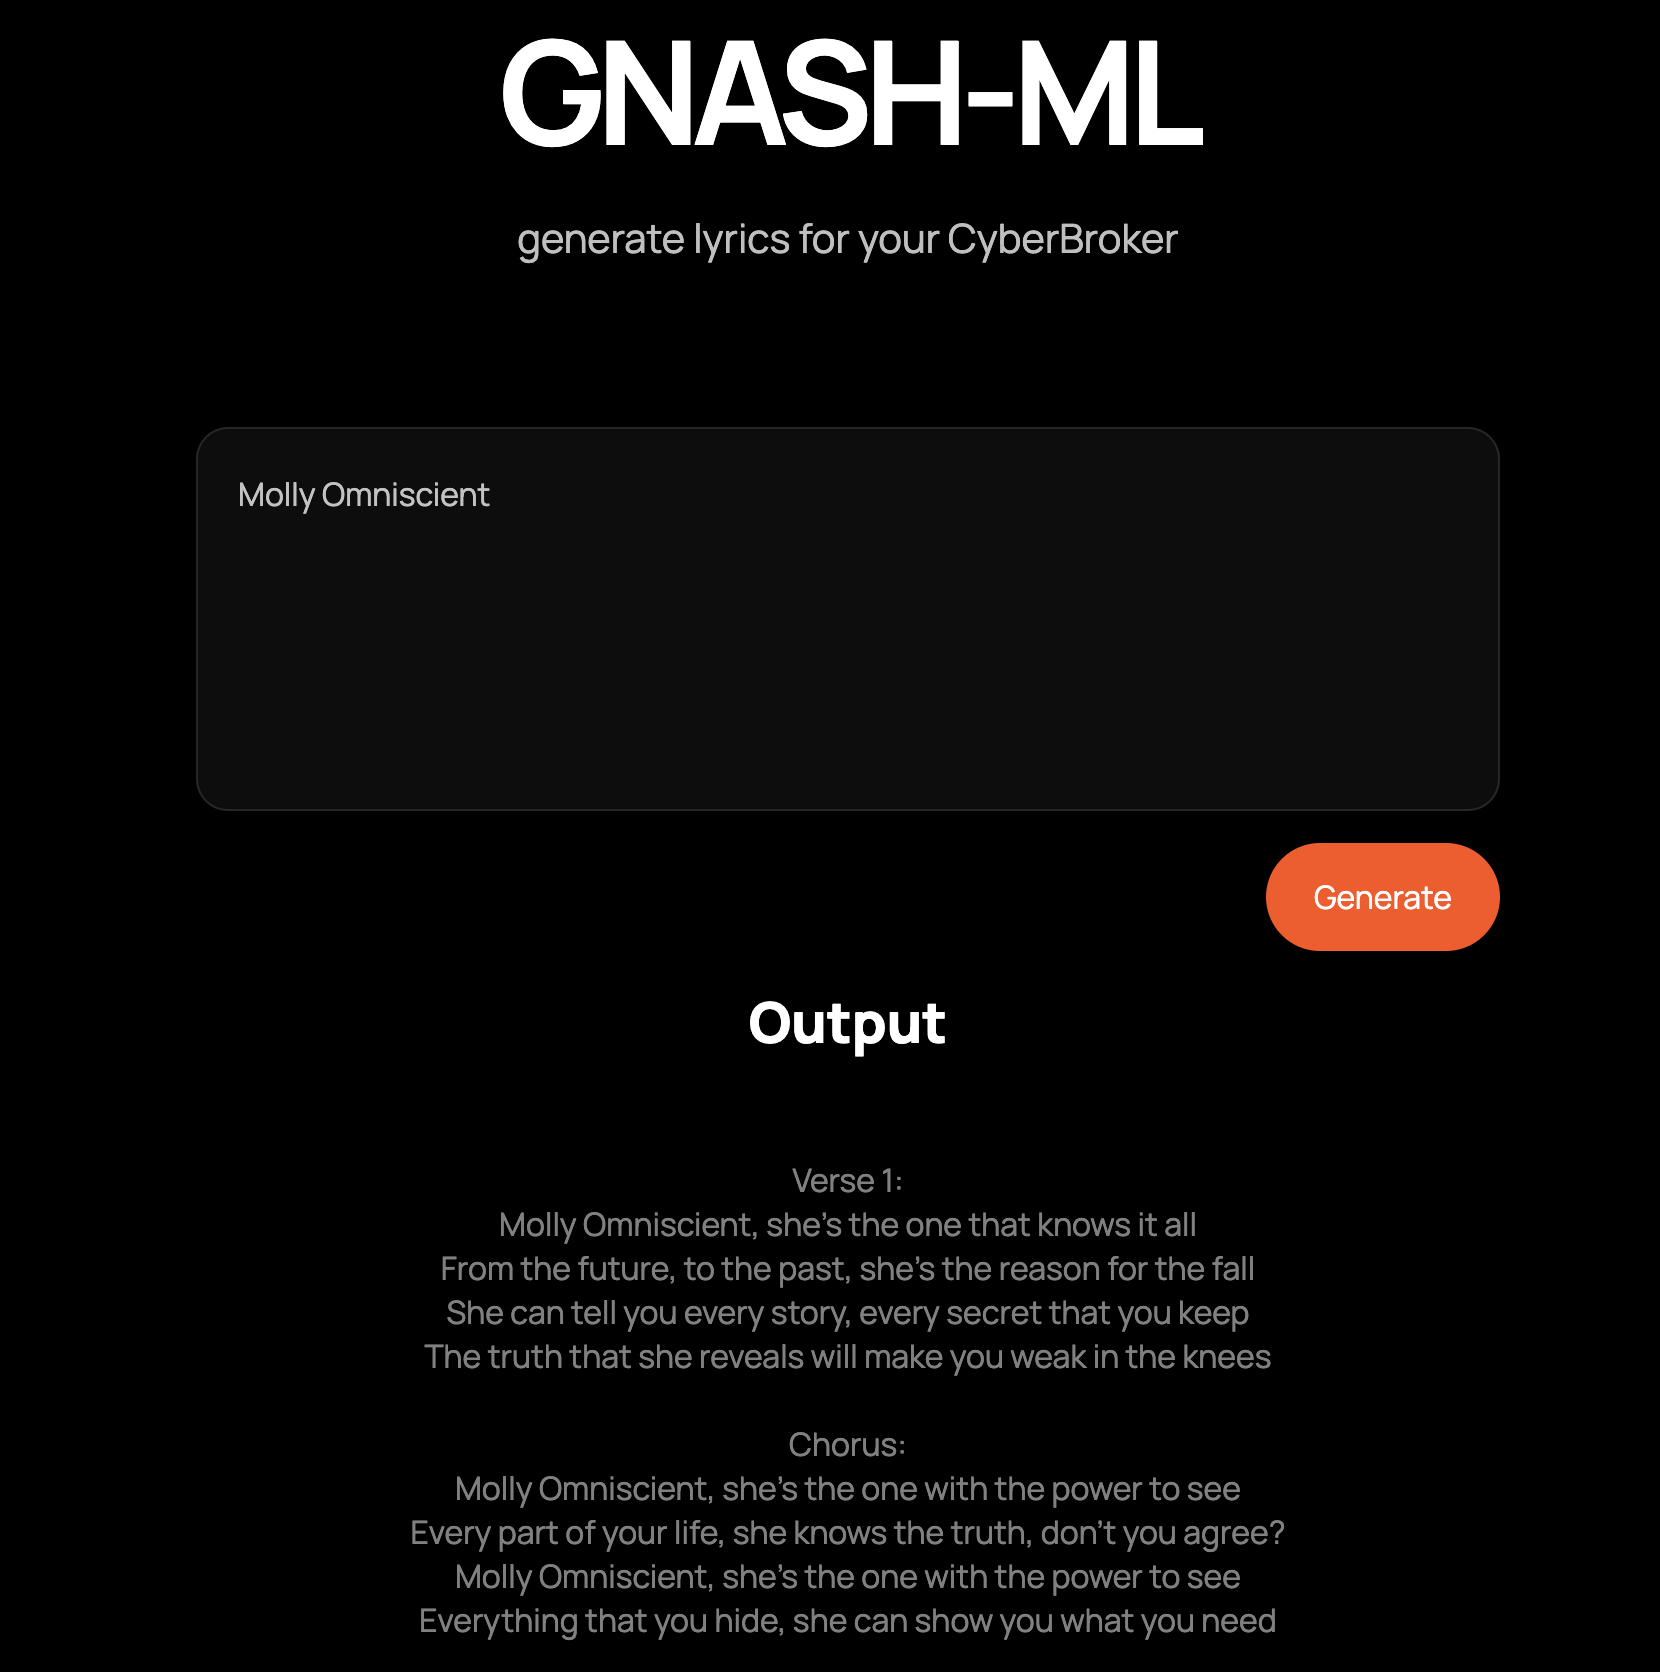 GNASH-ML
generate lyrics for your CyberBroker
Molly Omniscient
Generate
Output
Verse 1:
Molly Omniscient, she's the one that knows it all
From the future, to the past, she's the reason for the fall
She can tell you every story, every secret that you keep
The truth that she reveals will make you weak in the knees
Chorus:
Molly Omniscient, she's the one with the power to see
Every part of your life, she knows the truth, don't you agree?
Molly Omniscient, she's the one with the power to see
Everything that you hide, she can show you what you need